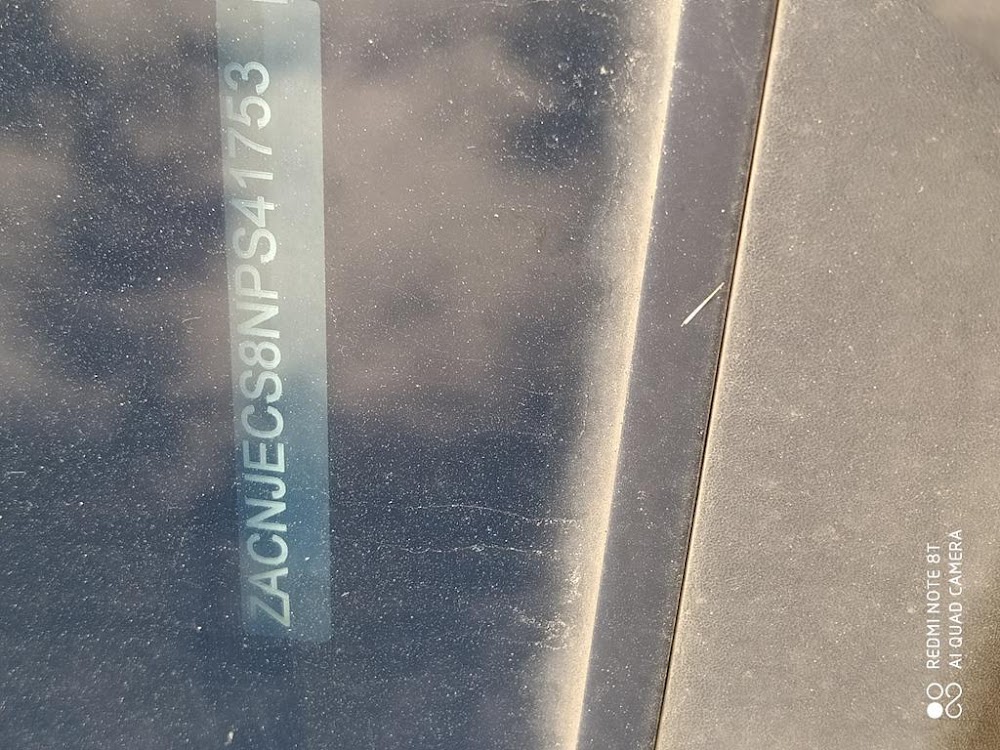 ZACNJECS8NPS41753
REDMI NOTE 8T
AI QUAD CAMERA